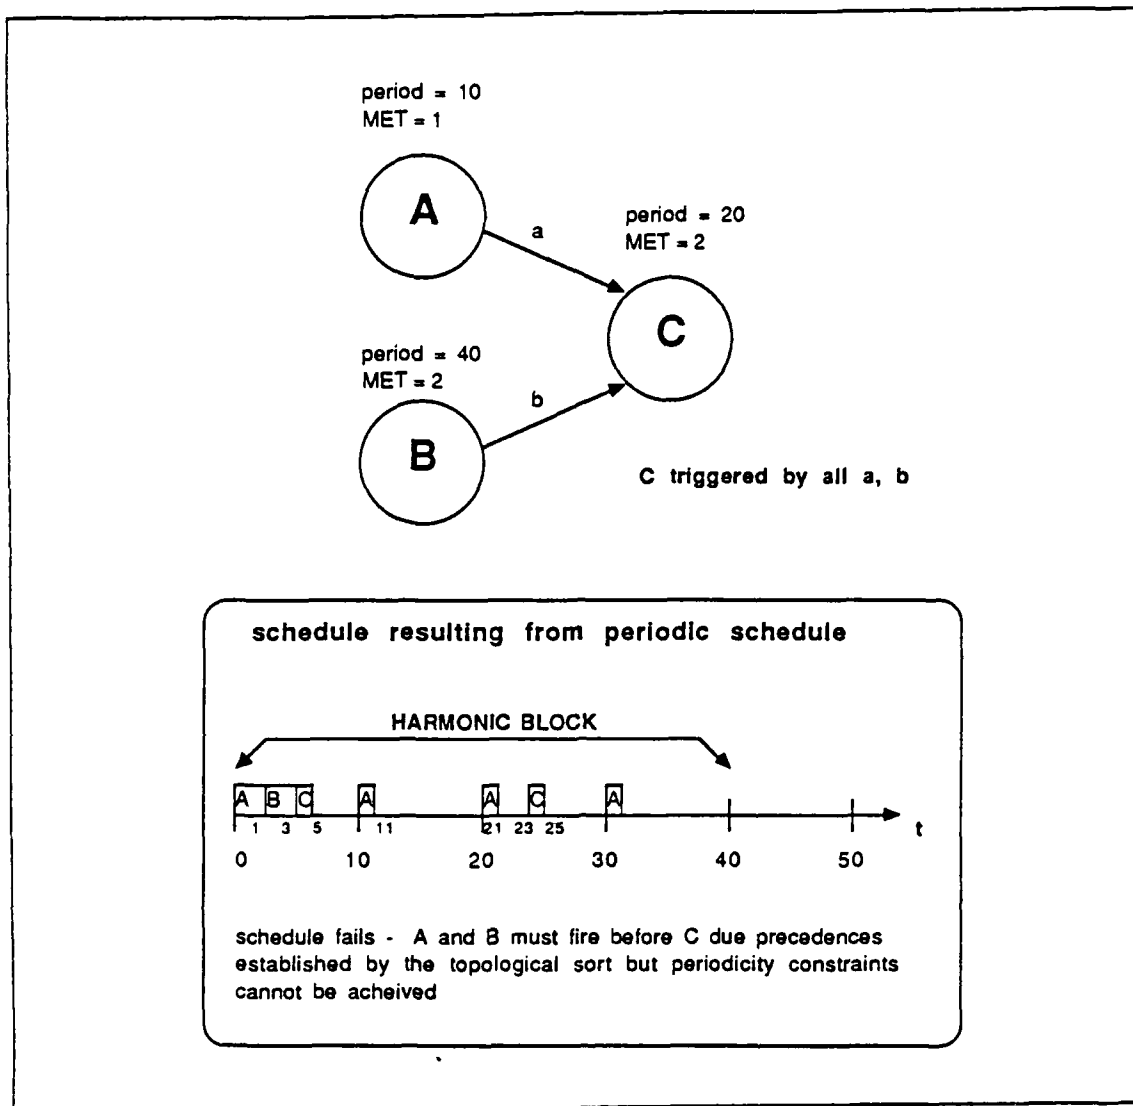 period = 10
MET = 1
A
a
period = 20
MET = 2
C
period = 40
MET = 2
b
B
C triggered by all a, b
schedule resulting from periodic schedule
HARMONIC BLOCK
A B C A A C A
1 3 5 11 21 23 25 t
0 10 20 30 40 50
schedule fails - A and B must fire before C due precedences
established by the topological sort but periodicity constraints
cannot be acheived